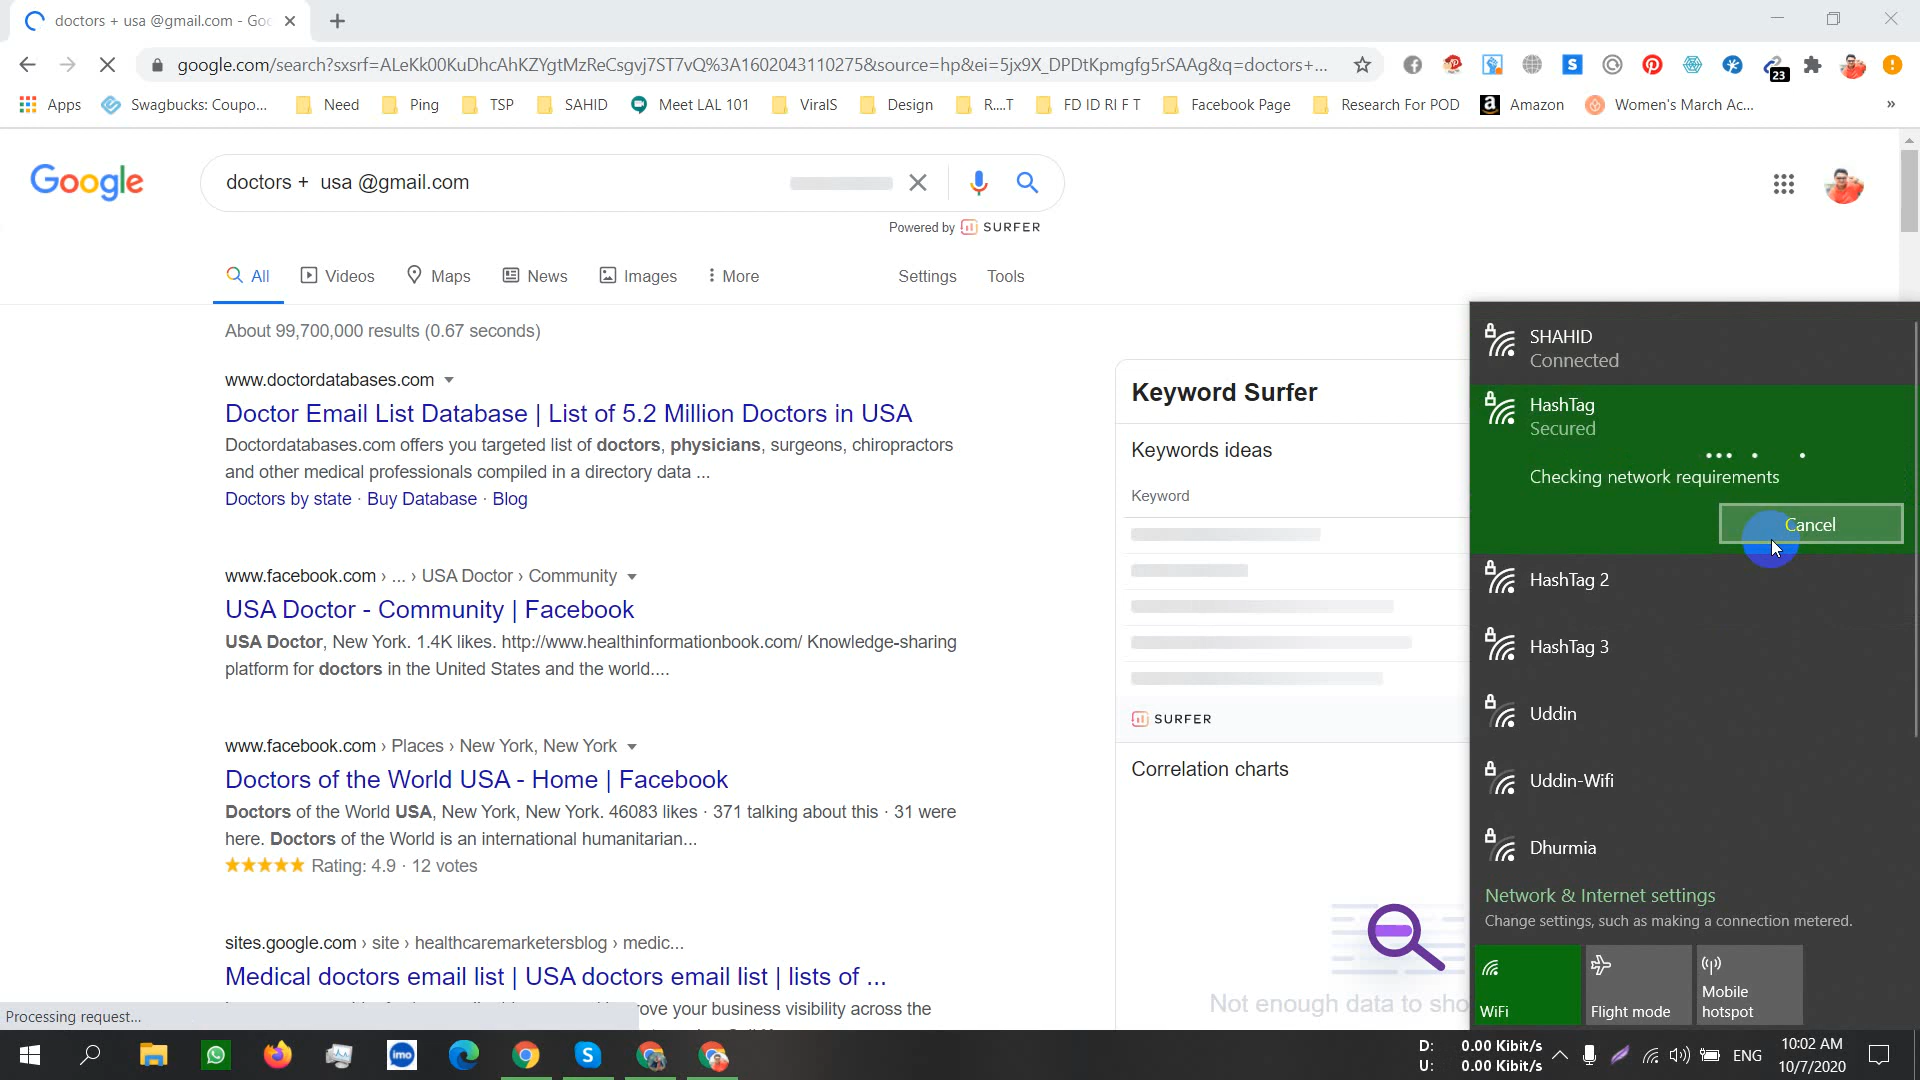 doctors + usa @gmail.com - Goo
google.com/search?sxsrf=ALeKk00KuDhcAhKZYgtMzReCsgvj7ST7vQ%3A1602043110275&source=hp&ei=5jx9X_DPDtKpmgfg5rSAAg&q=doctors+...
23
Apps Swagbucks: Coupo... Need Ping TSP SAHID Meet LAL 101 ViralS Design R....T FD ID RI F T Facebook Page Research For POD Amazon Women's March Ac... »
Google
doctors + usa @gmail.com
Powered by SURFER
All Videos Maps News Images More Settings Tools
About 99,700,000 results (0.67 seconds)
www.doctordatabases.com
Doctor Email List Database | List of 5.2 Million Doctors in USA
Doctordatabases.com offers you targeted list of doctors, physicians, surgeons, chiropractors
and other medical professionals compiled in a directory data ...
Doctors by state · Buy Database · Blog
www.facebook.com › ... › USA Doctor › Community
USA Doctor - Community | Facebook
USA Doctor, New York. 1.4K likes. http://www.healthinformationbook.com/ Knowledge-sharing
platform for doctors in the United States and the world....
www.facebook.com › Places › New York, New York
Doctors of the World USA - Home | Facebook
Doctors of the World USA, New York, New York. 46083 likes · 371 talking about this · 31 were
here. Doctors of the World is an international humanitarian...
Rating: 4.9 · 12 votes
sites.google.com › site › healthcaremarketersblog › medic...
Medical doctors email list | USA doctors email list | lists of ...
ove your business visibility across the
Processing request...
Keyword Surfer
Keywords ideas
Keyword
SURFER
Correlation charts
Not enough data to sho
SHAHID
Connected
HashTag
Secured
Checking network requirements
Cancel
HashTag 2
HashTag 3
Uddin
Uddin-Wifi
Dhurmia
Network & Internet settings
Change settings, such as making a connection metered.
WiFi
Flight mode
Mobile
hotspot
imo
D: 0.00 Kibit/s
U: 0.00 Kibit/s
ENG
10:02 AM
10/7/2020